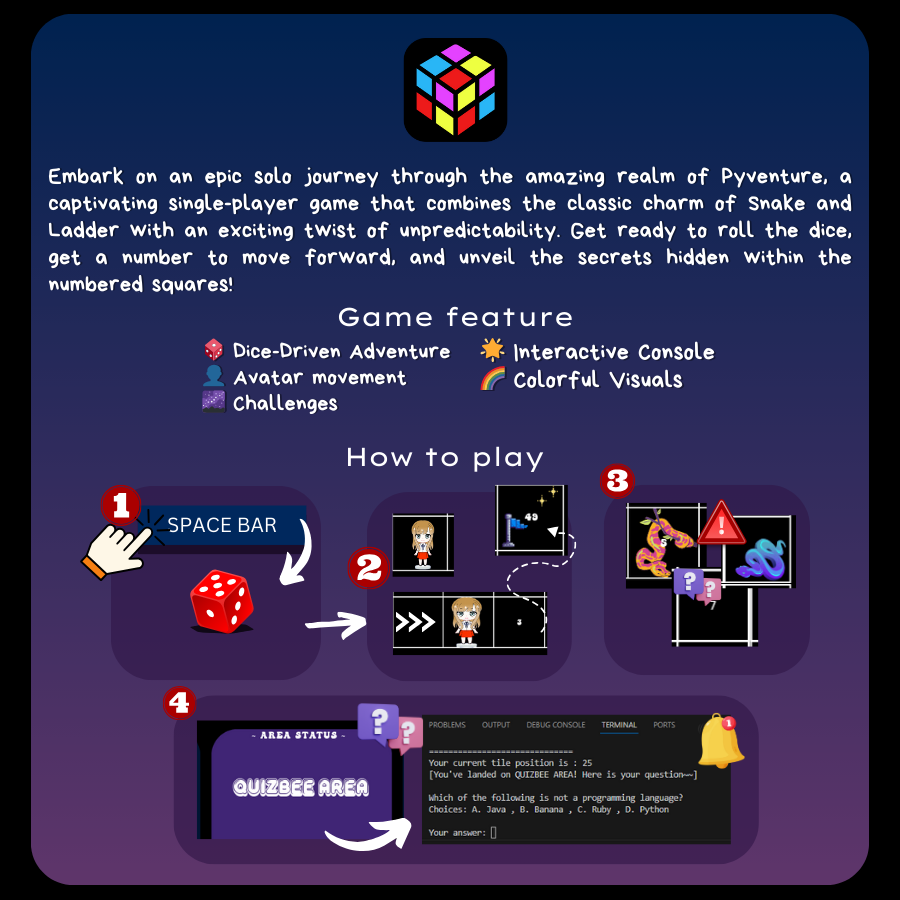 Embark on an epic solo journey through the amazing realm of Pyventure, a
captivating single-player game that combines the classic charm of Snake and
Ladder with an exciting twist of unpredictability. Get ready to roll the dice,
get a number to move forward, and unveil the secrets hidden within the
numbered squares!
Game feature
Dice-Driven Adventure
Interactive Console
Avatar movement
Colorful Visuals
Challenges
How to play
1
SPACE BAR
2
49
3
3
5
!
? ?
7
4
? ?
~ AREA STATUS ~
QUIZBEE AREA
PROBLEMS OUTPUT DEBUG CONSOLE TERMINAL PORTS
1
==============================
Your current tile position is : 25
[You've landed on QUIZBEE AREA! Here is your question~~]
Which of the following is not a programming language?
Choices: A. Java , B. Banana , C. Ruby , D. Python
Your answer: